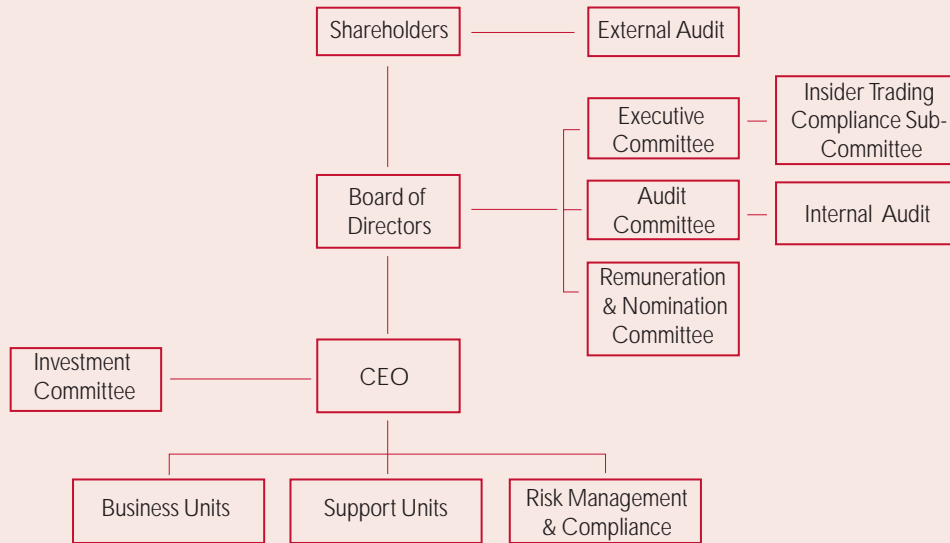 Shareholders
External Audit
Executive
Committee
Insider Trading
Compliance Sub-
Committee
Board of
Directors
Audit
Committee
Internal Audit
Remuneration
& Nomination
Committee
Investment
Committee
CEO
Business Units
Support Units
Risk Management
& Compliance